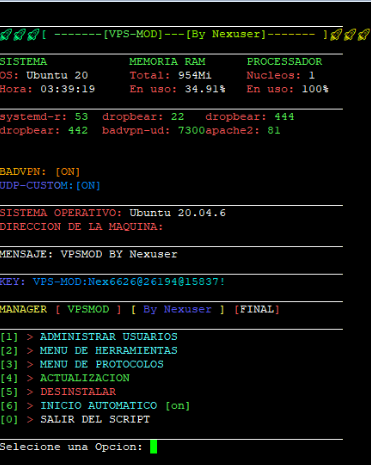 [ -------[VPS-MOD]---[By Nexuser]------- ]
SISTEMA MEMORIA RAM PROCESSADOR
OS: Ubuntu 20 Total: 954Mi Nucleos: 1
Hora: 03:39:19 En uso: 34.91% En uso: 100%
systemd-r: 53 dropbear: 22 dropbear: 444
dropbear: 442 badvpn-ud: 7300apache2: 81
BADVPN: [ON]
UDP-CUSTOM:[ON]
SISTEMA OPERATIVO: Ubuntu 20.04.6
DIRECCION DE LA MAQUINA:
MENSAJE: VPSMOD BY Nexuser
KEY: VPS-MOD:Nex6626@26194@15837!
MANAGER [ VPSMOD ] [ By Nexuser ] [FINAL]
[1] > ADMINISTRAR USUARIOS
[2] > MENU DE HERRAMIENTAS
[3] > MENU DE PROTOCOLOS
[4] > ACTUALIZACION
[5] > DESINSTALAR
[6] > INICIO AUTOMATICO [on]
[0] > SALIR DEL SCRIPT
Selecione una Opcion: